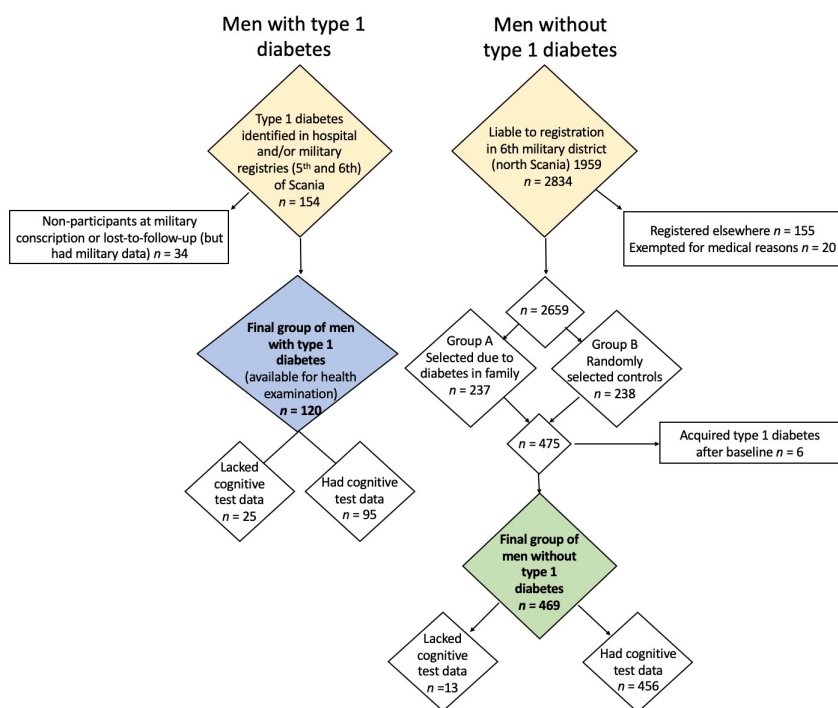 Men with type 1
diabetes
Men without
type 1 diabetes
Type 1 diabetes
identified in hospital
and/or military
registries (5th and 6th)
of Scania
n = 154
Liable to registration
in 6th military district
(north Scania) 1959
n = 2834
Non-participants at military
conscription or lost-to-follow-up (but
had military data) n = 34
Registered elsewhere n = 155
Exempted for medical reasons n = 20
n = 2659
Final group of men
with type 1
diabetes
(available for health
examination)
n = 120
Group A
Selected due to
diabetes in family
n = 237
Group B
Randomly
selected controls
n = 238
n = 475
Acquired type 1 diabetes
after baseline n = 6
Lacked
cognitive
test data
n = 25
Had cognitive
test data
n = 95
Final group of
men without
type 1
diabetes
n = 469
Lacked
cognitive
test data
n =13
Had cognitive
test data
n = 456